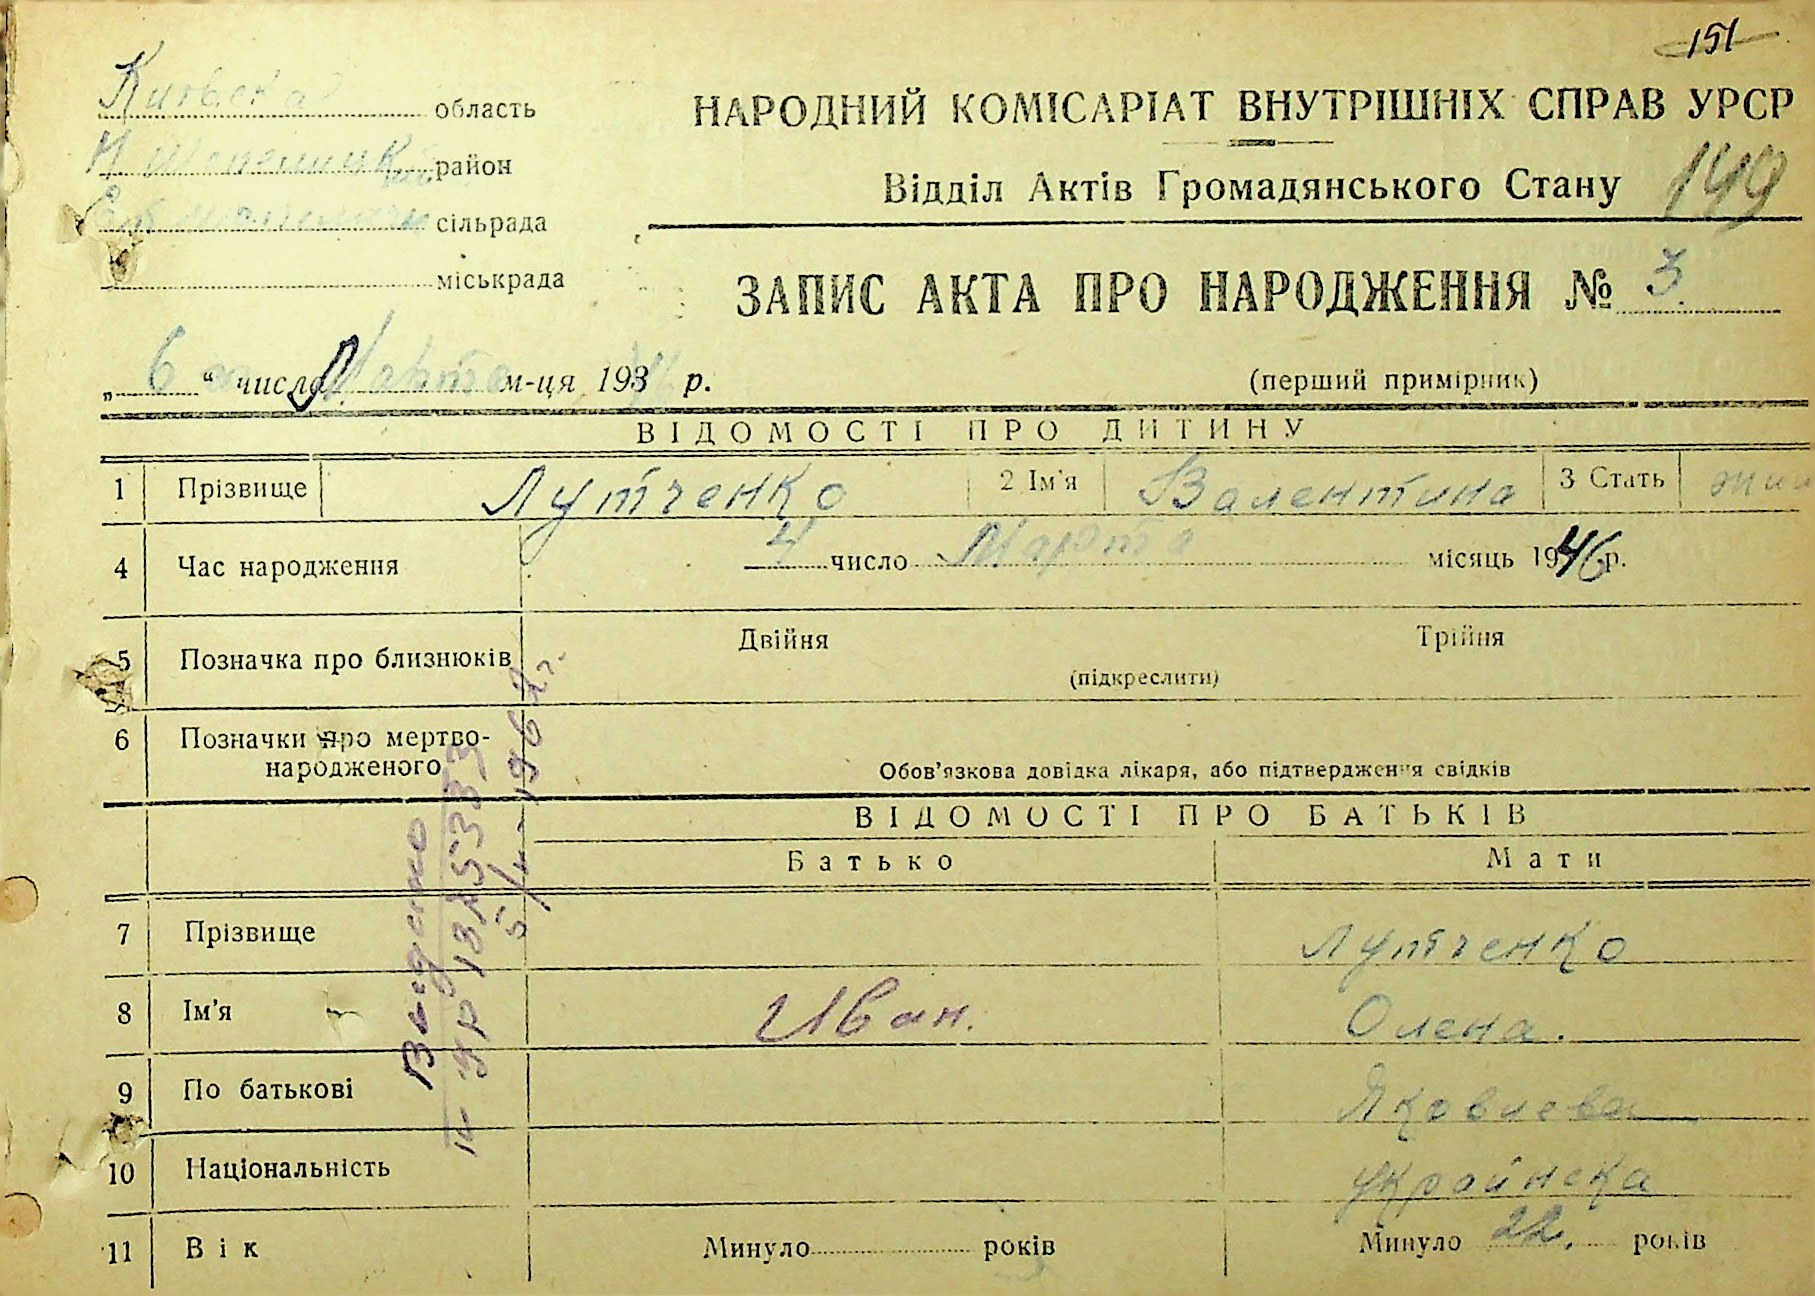 151
Київска область
НАРОДНИЙ КОМІСАРІАТ ВНУТРІШНІХ СПРАВ УРСР
район
Відділ Актів Громадянського Стану 149
сільрада
міськрада
ЗАПИС АКТА ПРО НАРОДЖЕННЯ № 3
„ 6 “ числа Марта м-ця 193 р.
(перший примірник)
ВІДОМОСТІ ПРО ДИТИНУ
1 Прізвище Лутченко 2 Ім'я Валентина 3 Стать
4 Час народження 4 число Марта місяць 1946 р.
5 Позначка про близнюків Двійня Трійня
(підкреслити)
6 Позначки про мертво-
народженого
Обов'язкова довідка лікаря, або підтвердження свідків
ВІДОМОСТІ ПРО БАТЬКІВ
Батько Мати
7 Прізвище Лутченко
8 Ім'я Иван. Олена.
9 По батькові Яковлева
10 Національність Українска
11 Вік Минуло років Минуло 22. років